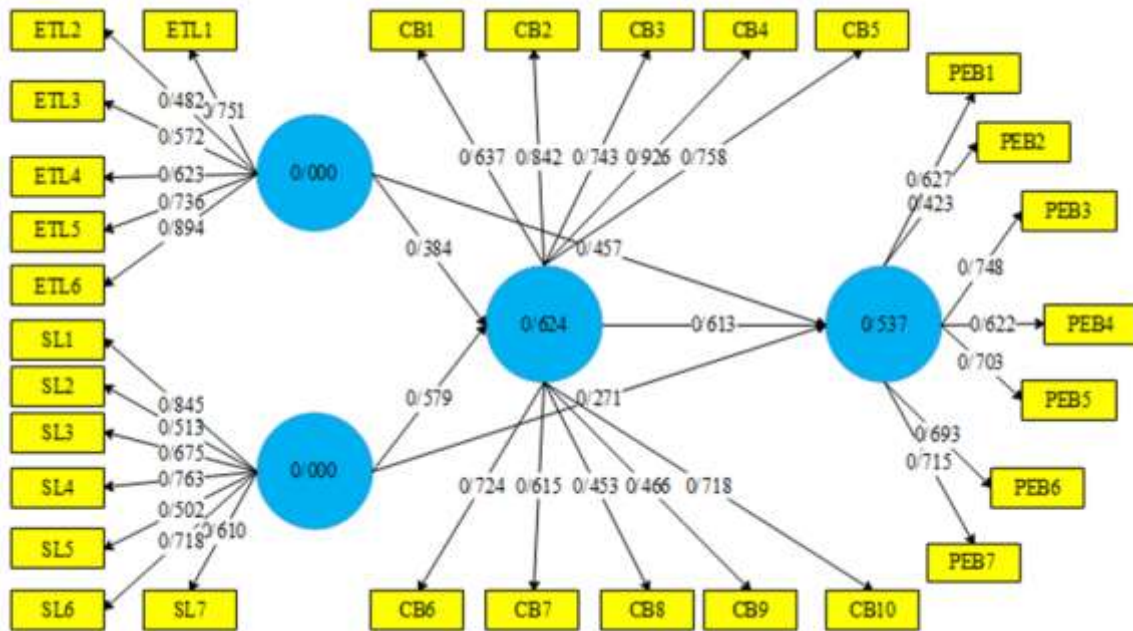 ETL2
ETL1
CB1
CB2
CB3
CB4
CB5
PEB1
ETL3
0/482
0/751
0/572
PEB2
ETL4
0/623
0/000
0/637
0/842
0/743
0/926
0/758
0/627
0/423
ETL5
0/736
0/894
PEB3
ETL6
0/384
0/457
0/748
SL1
0/624
0/613
0/537
0/622
PEB4
SL2
0/703
SL3
0/845
0/513
0/675
0/579
0/271
PEB5
SL4
0/763
0/000
0/693
0/715
0/502
0/718
0/610
0/724
0/615
0/453
0/466
0/718
PEB6
SL5
PEB7
SL6
SL7
CB6
CB7
CB8
CB9
CB10